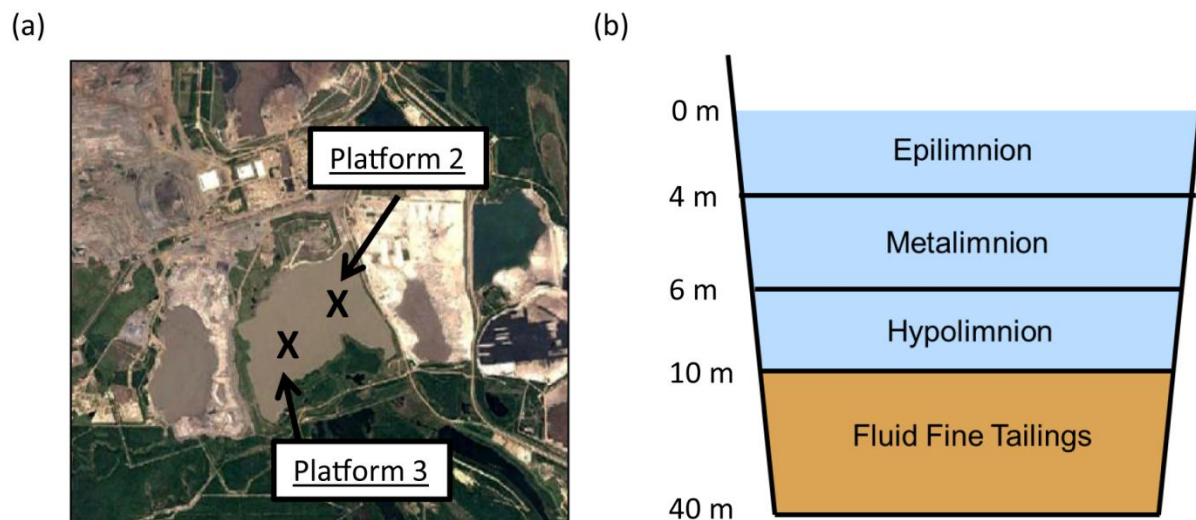 (a)
Platform 2
X
X
Platform 3
(b)
0 m
Epilimnion
4 m
Metalimnion
6 m
Hypolimnion
10 m
Fluid Fine Tailings
40 m